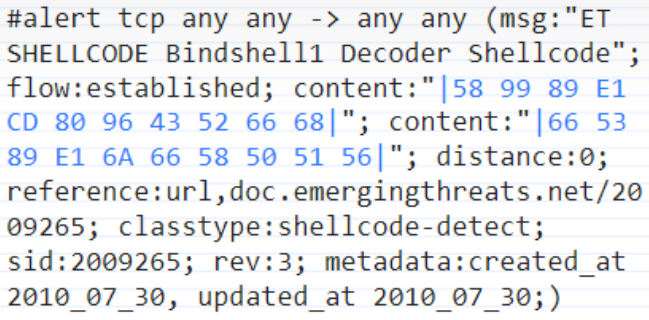 #alert tcp any any -> any any (msg:"ET
SHELLCODE Bindshell1 Decoder Shellcode";
flow:established; content:"|58 99 89 E1
CD 80 96 43 52 66 68|"; content:"|66 53
89 E1 6A 66 58 50 51 56|"; distance:0;
reference:url,doc.emergingthreats.net/20
09265; classtype:shellcode-detect;
sid:2009265; rev:3; metadata:created_at
2010_07_30, updated_at 2010_07_30;)